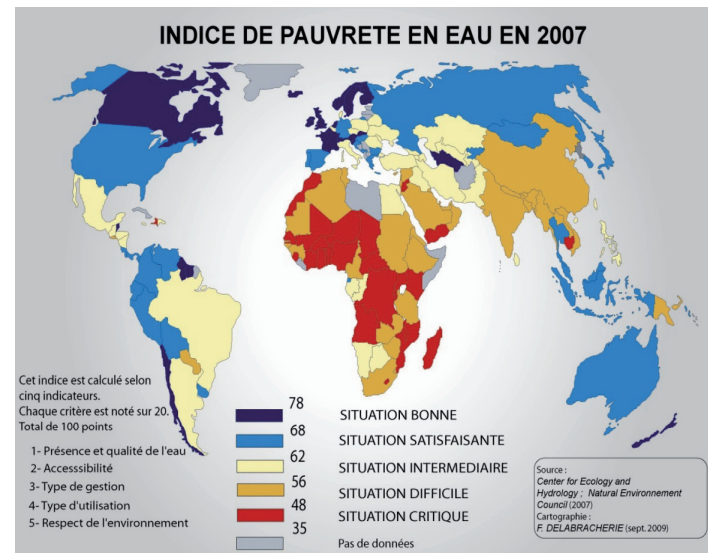 INDICE DE PAUVRETE EN EAU EN 2007
Cet indice est calculé selon
cinq indicateurs.
Chaque critère est noté sur 20.
Total de 100 points
1- Présence et qualité de l'eau
2- Accesssibilité
3- Type de gestion
4- Type d'utilisation
5- Respect de l'environnement
78
SITUATION BONNE
68
SITUATION SATISFAISANTE
62
SITUATION INTERMEDIAIRE
56
SITUATION DIFFICILE
48
SITUATION CRITIQUE
35
Pas de données
Source :
Center for Ecology and
Hydrology ; Natural Environnement
Council (2007)
Cartographie :
F. DELABRACHERIE (sept. 2009)